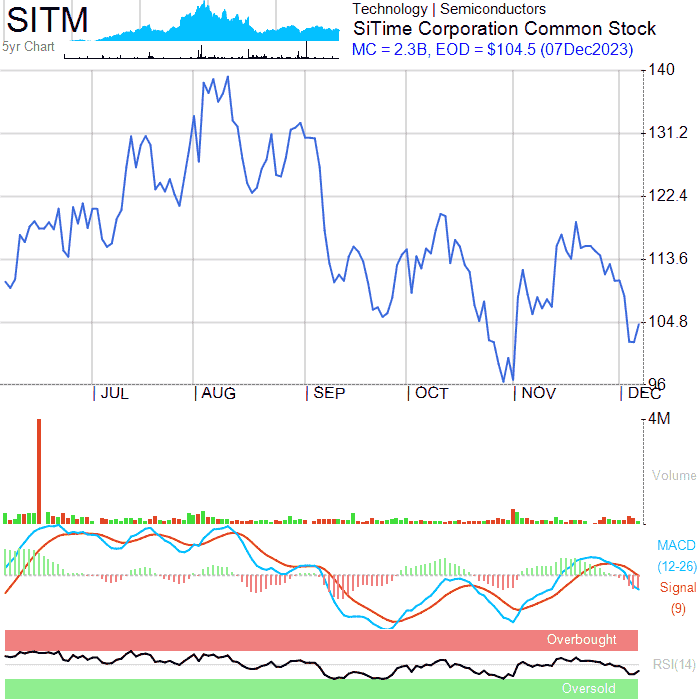 SITM
5yr Chart
Technology | Semiconductors
SiTime Corporation Common Stock
MC = 2.3B, EOD = $104.5 (07Dec2023)
140
131.2
122.4
113.6
104.8
96
JUL AUG SEP OCT NOV DEC
4M
Volume
MACD
(12-26)
Signal
(9)
Overbought
RSI(14)
Oversold